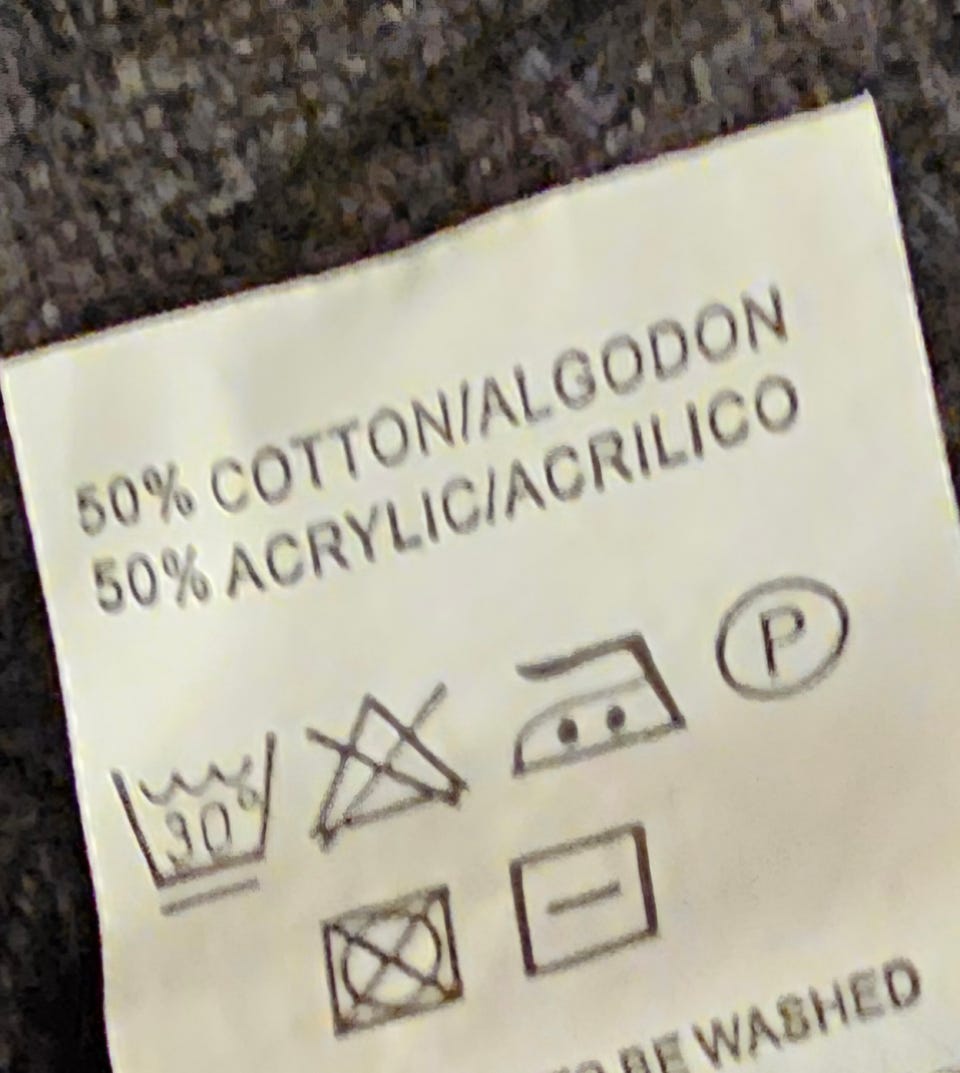 50% COTTON/ALGODON
50% ACRYLIC/ACRILICO
P
30°
BE WASHED